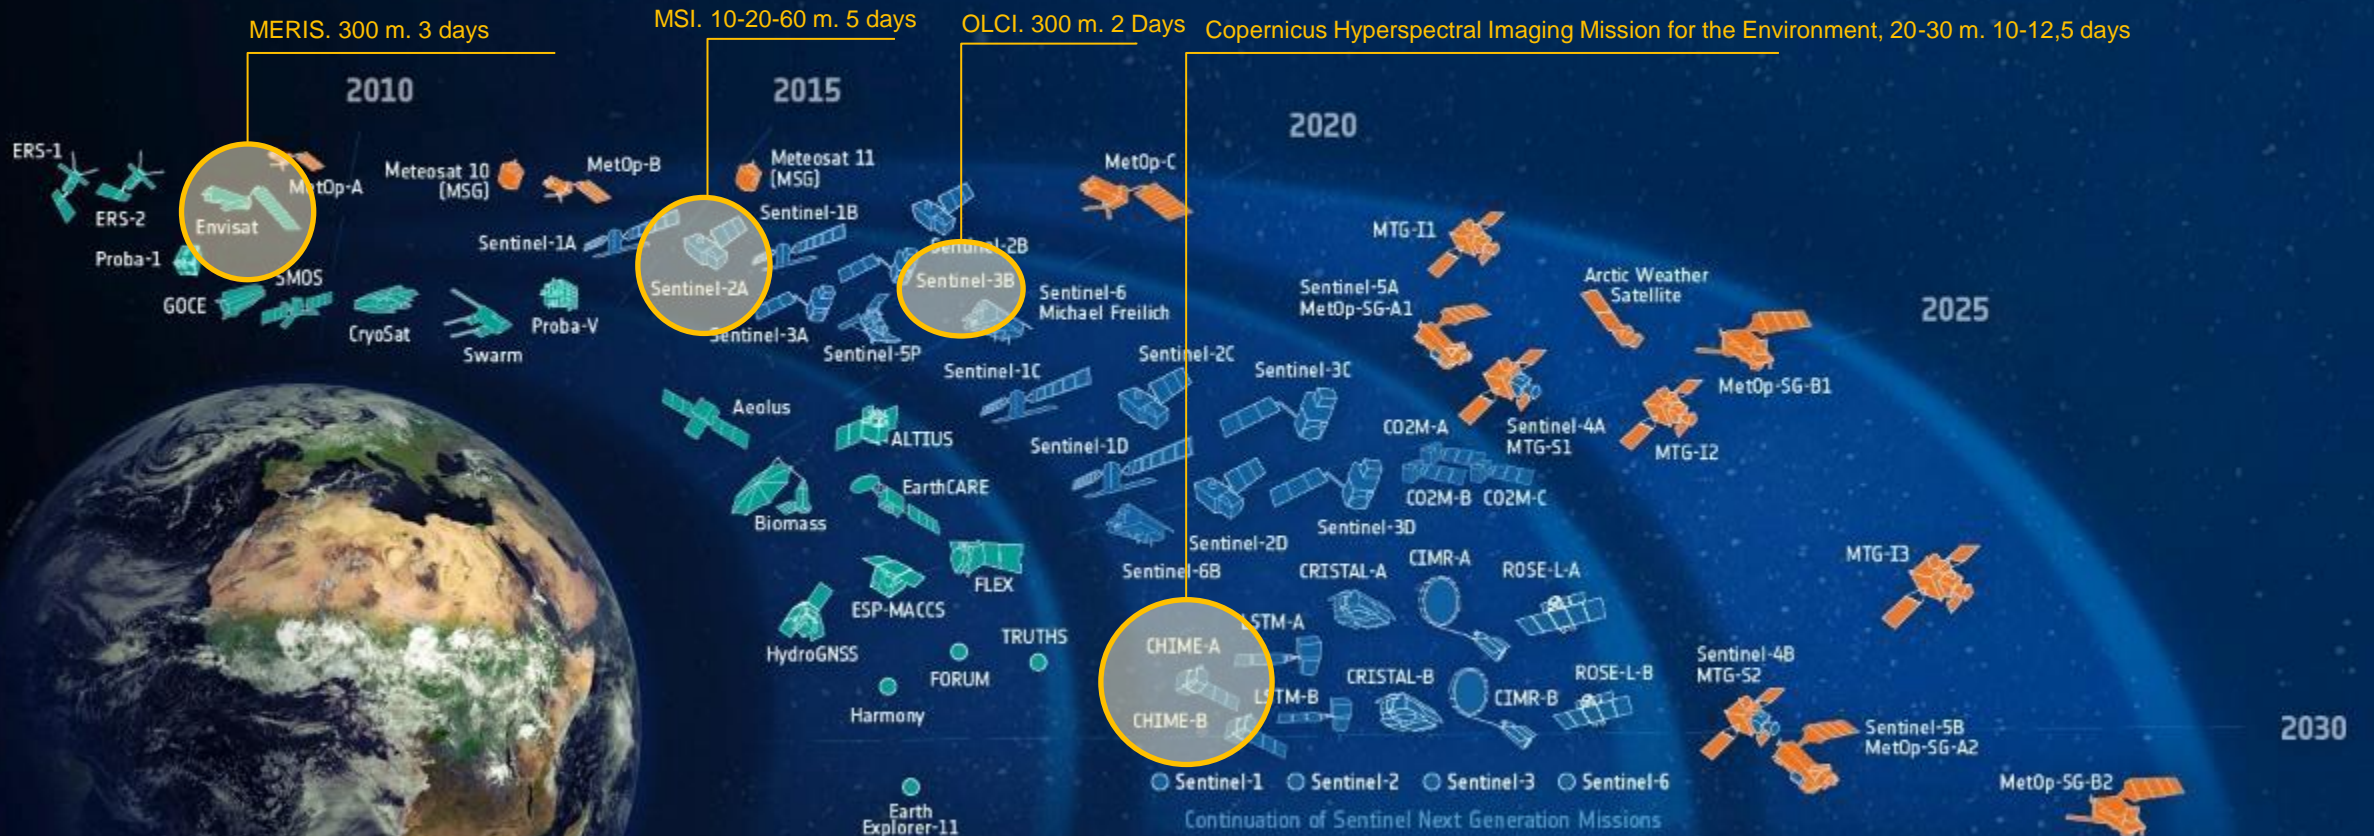 MERIS. 300 m. 3 days
MSI. 10-20-60 m. 5 days
OLCI. 300 m. 2 Days
Copernicus Hyperspectral Imaging Mission for the Environment, 20-30 m. 10-12,5 days
2010
2015
2020
2025
2030
ERS-1
ERS-2
Envisat
MetOp-A
Meteosat 10
(MSG)
MetOp-B
Meteosat 11
(MSG)
MetOp-C
Proba-1
GOCE
SMOS
CryoSat
Swarm
Proba-V
Sentinel-1A
Sentinel-2A
Sentinel-1B
Sentinel-3A
Sentinel-5P
Sentinel-2B
Sentinel-3B
Sentinel-6
Michael Freilich
MTG-I1
Sentinel-5A
MetOp-SG-A1
Arctic Weather
Satellite
MetOp-SG-B1
Sentinel-4A
MTG-S1
MTG-I2
Aeolus
ALTIUS
Biomass
EarthCARE
Sentinel-1C
Sentinel-2C
Sentinel-3C
Sentinel-1D
Sentinel-2D
Sentinel-3D
Sentinel-6B
CO2M-A
CO2M-B
CO2M-C
FLEX
ESP-MACCS
HydroGNSS
FORUM
TRUTHS
Harmony
Earth
Explorer-11
CRISTAL-A
CIMR-A
ROSE-L-A
CHIME-A
LSTM-A
CHIME-B
LSTM-B
CRISTAL-B
CIMR-B
ROSE-L-B
MTG-I3
Sentinel-4B
MTG-S2
Sentinel-5B
MetOp-SG-A2
MetOp-SG-B2
Sentinel-1
Sentinel-2
Sentinel-3
Sentinel-6
Continuation of Sentinel Next Generation Missions